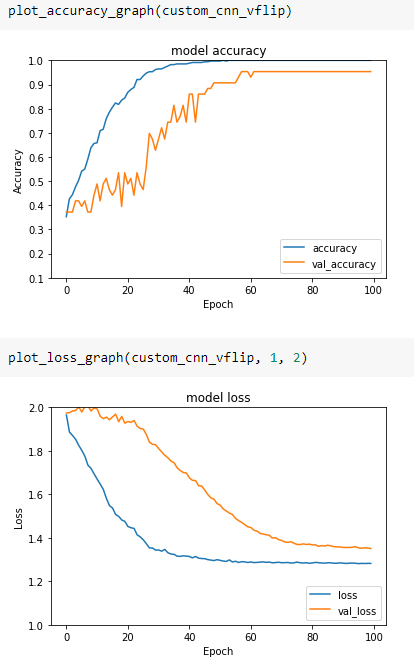 plot_accuracy_graph(custom_cnn_vflip)
model accuracy
1.0
0.9
0.8
0.7
0.6
0.5
0.4
0.3
0.2
0.1
Accuracy
accuracy
val_accuracy
0 20 40 60 80 100
Epoch
plot_loss_graph(custom_cnn_vflip, 1, 2)
model loss
2.0
1.8
1.6
1.4
1.2
1.0
Loss
loss
val_loss
0 20 40 60 80 100
Epoch